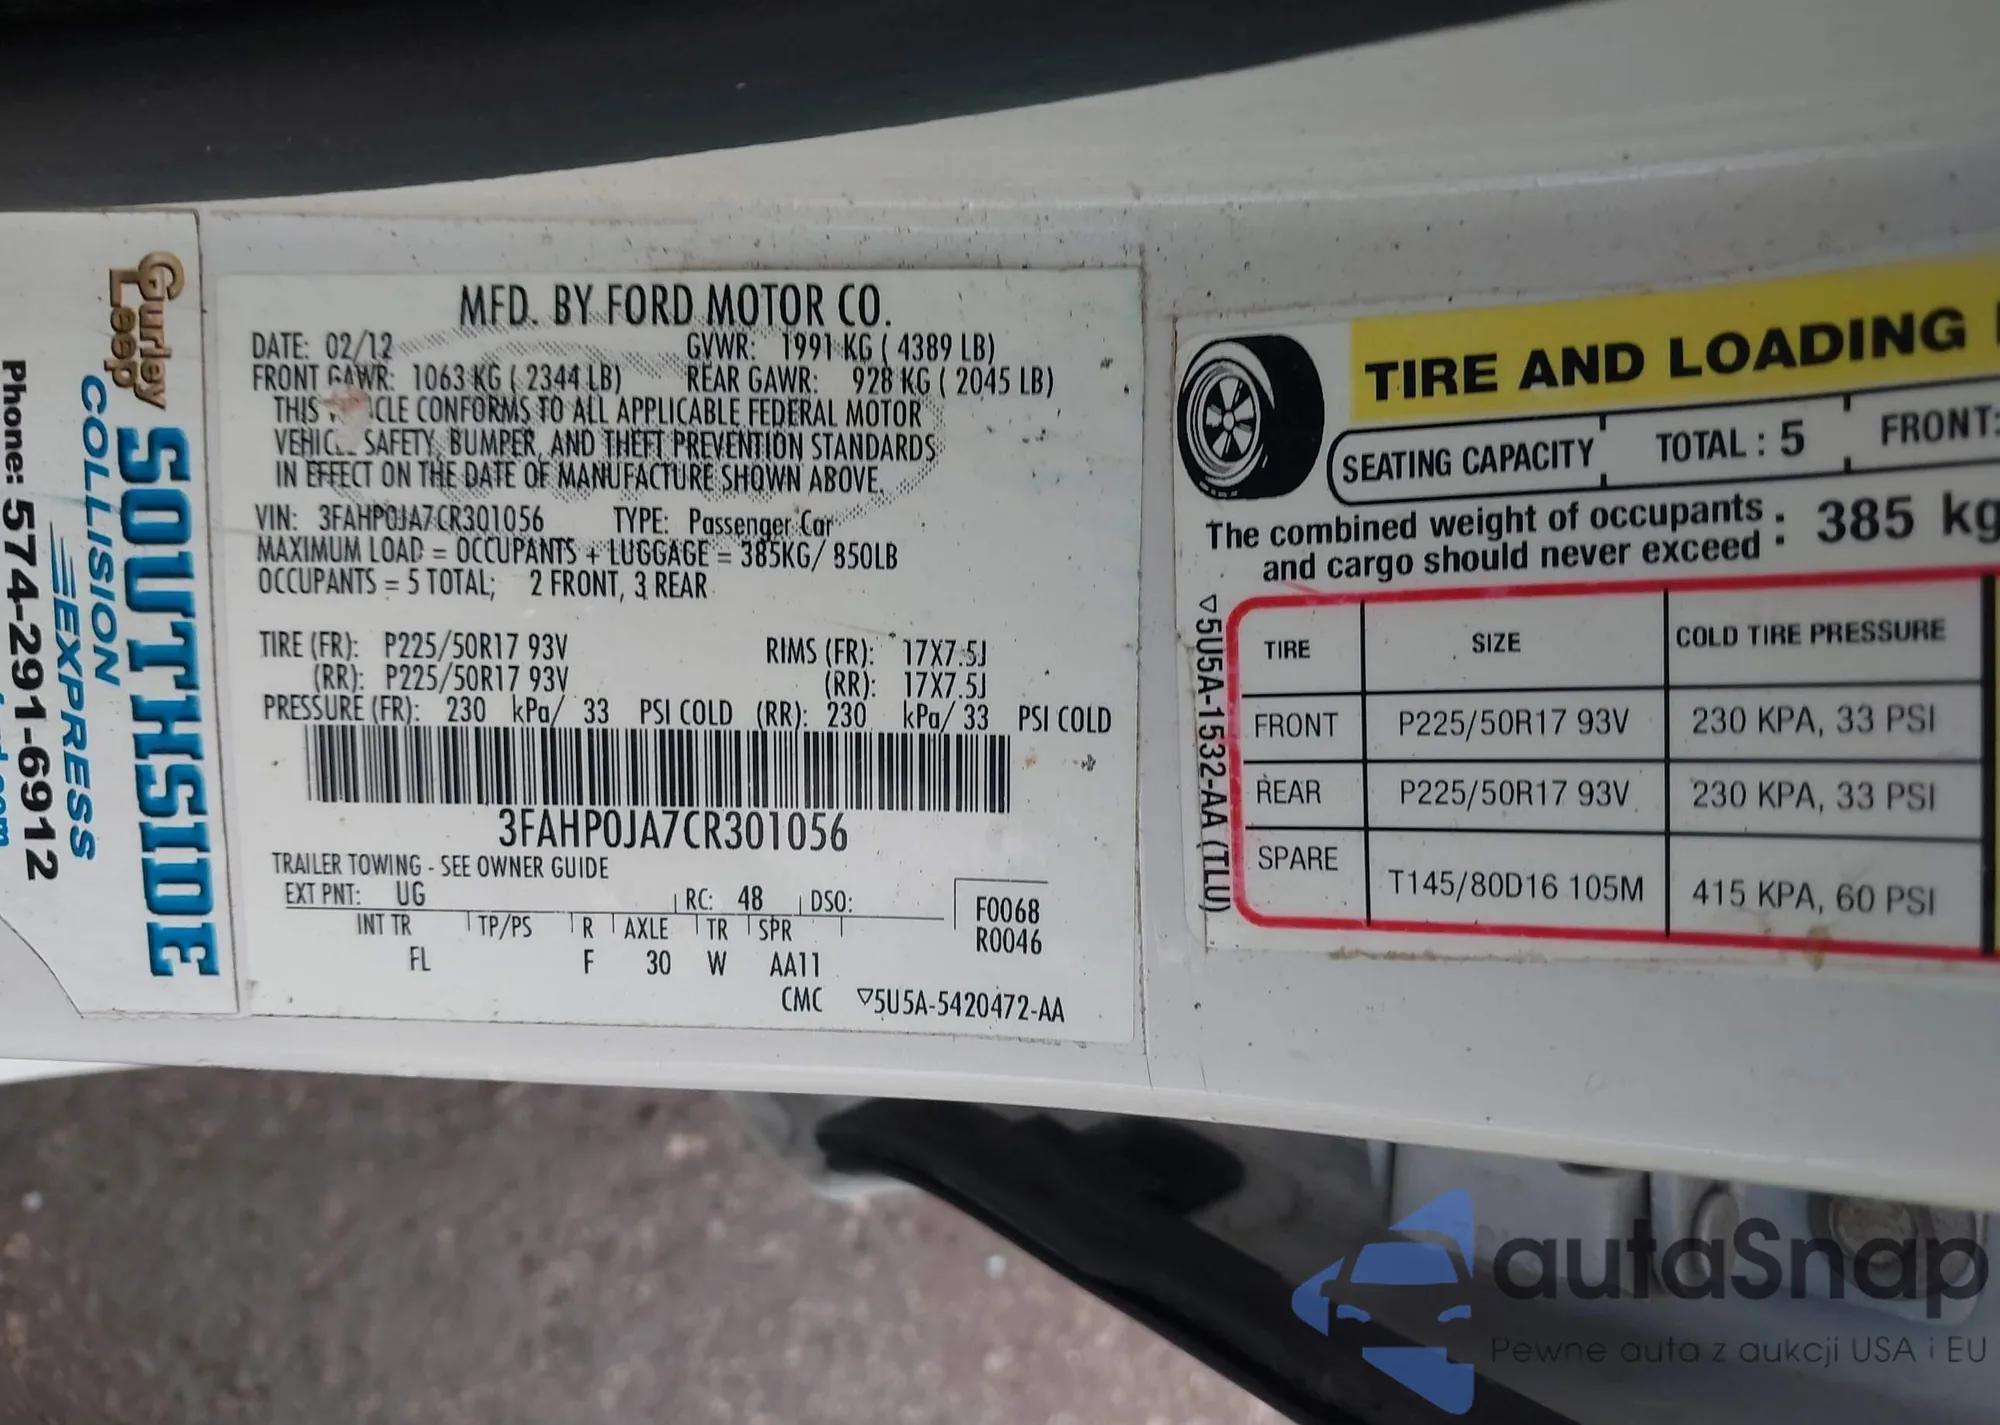 Gurley
Leep
SOUTHSIDE
COLLISION
EXPRESS
Phone: 574-291-6912
MFD. BY FORD MOTOR CO.
DATE: 02/12 GVWR: 1991 KG ( 4389 LB)
FRONT GAWR: 1063 KG ( 2344 LB) REAR GAWR: 928 KG ( 2045 LB)
THIS CLE CONFORMS TO ALL APPLICABLE FEDERAL MOTOR
VEHICLE SAFETY, BUMPER, AND THEFT PREVENTION STANDARDS
IN EFFECT ON THE DATE OF MANUFACTURE SHOWN ABOVE.
VIN: 3FAHP0JA7CR301056 TYPE: Passenger Car
MAXIMUM LOAD = OCCUPANTS + LUGGAGE = 385KG/ 850LB
OCCUPANTS = 5 TOTAL; 2 FRONT, 3 REAR
TIRE (FR): P225/50R17 93V RIMS (FR): 17X7.5J
(RR): P225/50R17 93V (RR): 17X7.5J
PRESSURE (FR): 230 kPa/ 33 PSI COLD (RR): 230 kPa/ 33 PSI COLD
3FAHP0JA7CR301056
TRAILER TOWING - SEE OWNER GUIDE
EXT PNT: UG RC: 48 DSO:
INT TR TP/PS R AXLE TR SPR
FL F 30 W AA11
F0068
R0046
CMC ▽5U5A-5420472-AA
TIRE AND LOADING
SEATING CAPACITY TOTAL : 5 FRONT:
The combined weight of occupants
and cargo should never exceed : 385 kg
▽5U5A-1532-AA (TLU)
TIRE SIZE COLD TIRE PRESSURE
FRONT P225/50R17 93V 230 KPA, 33 PSI
REAR P225/50R17 93V 230 KPA, 33 PSI
SPARE T145/80D16 105M 415 KPA, 60 PSI
autaSnap
Pewne auta z aukcji USA i EU